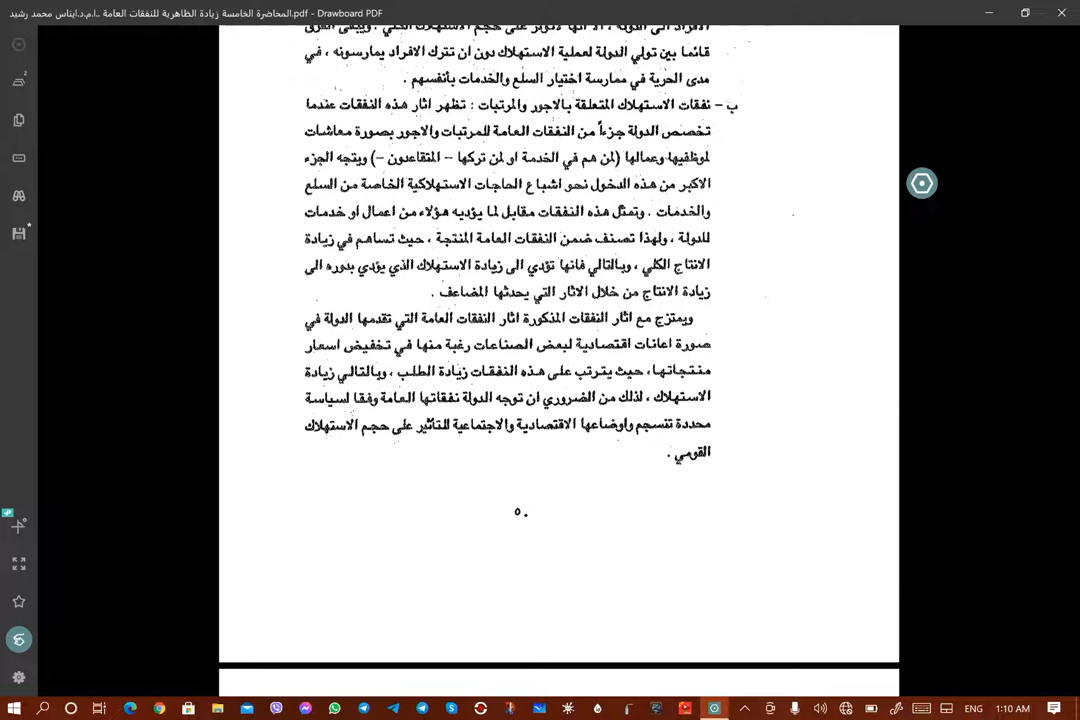 المحاضرة الخامسة زيادة الظاهرية للنفقات العامة ..ا.م.د.ايناس محمد رشيد.pdf - Drawboard PDF
قائما بين تولي الدولة لعملية الاستهلاك دون ان تترك الافراد يمارسونه ، في
مدى الحرية في ممارسة اختيار السلع والخدمات بأنفسهم .
ب – نفقات الاستهلاك المتعلقة بالاجور والمرتبات : تظهر اثار هذه النفقات عندما
تخصص الدولة جزءاً من النفقات العامة للمرتبات والاجور بصورة معاشات
لموظفيها وعمالها (لمن هم في الخدمة او لمن تركها – المتقاعدون –) ويتجه الجزء
الاكبر من هذه الدخول نحو اشباع الحاجات الاستهلاكية الخاصة من السلع
والخدمات . وتمثل هذه النفقات مقابل لما يؤديه هؤلاء من اعمال او خدمات
للدولة ، ولهذا تصنف ضمن النفقات العامة المنتجة ، حيث تساهم في زيادة
الانتاج الكلي ، وبالتالي فانها تؤدي الى زيادة الاستهلاك الذي يؤدي بدوره الى
زيادة الانتاج من خلال الاثار التي يحدثها المضاعف .
ويمتزج مع اثار النفقات المذكورة اثار النفقات العامة التي تقدمها الدولة في
صورة اعانات اقتصادية لبعض الصناعات رغبة منها في تخفيض اسعار
منتجاتها، حيث يترتب على هذه النفقات زيادة الطلب ، وبالتالي زيادة
الاستهلاك ، لذلك من الضروري ان توجه الدولة نفقاتها العامة وفقا لسياسة
محددة تنسجم واوضاعها الاقتصادية والاجتماعية للتأثير على حجم الاستهلاك
القومي .
٥٠
ENG 1:10 AM